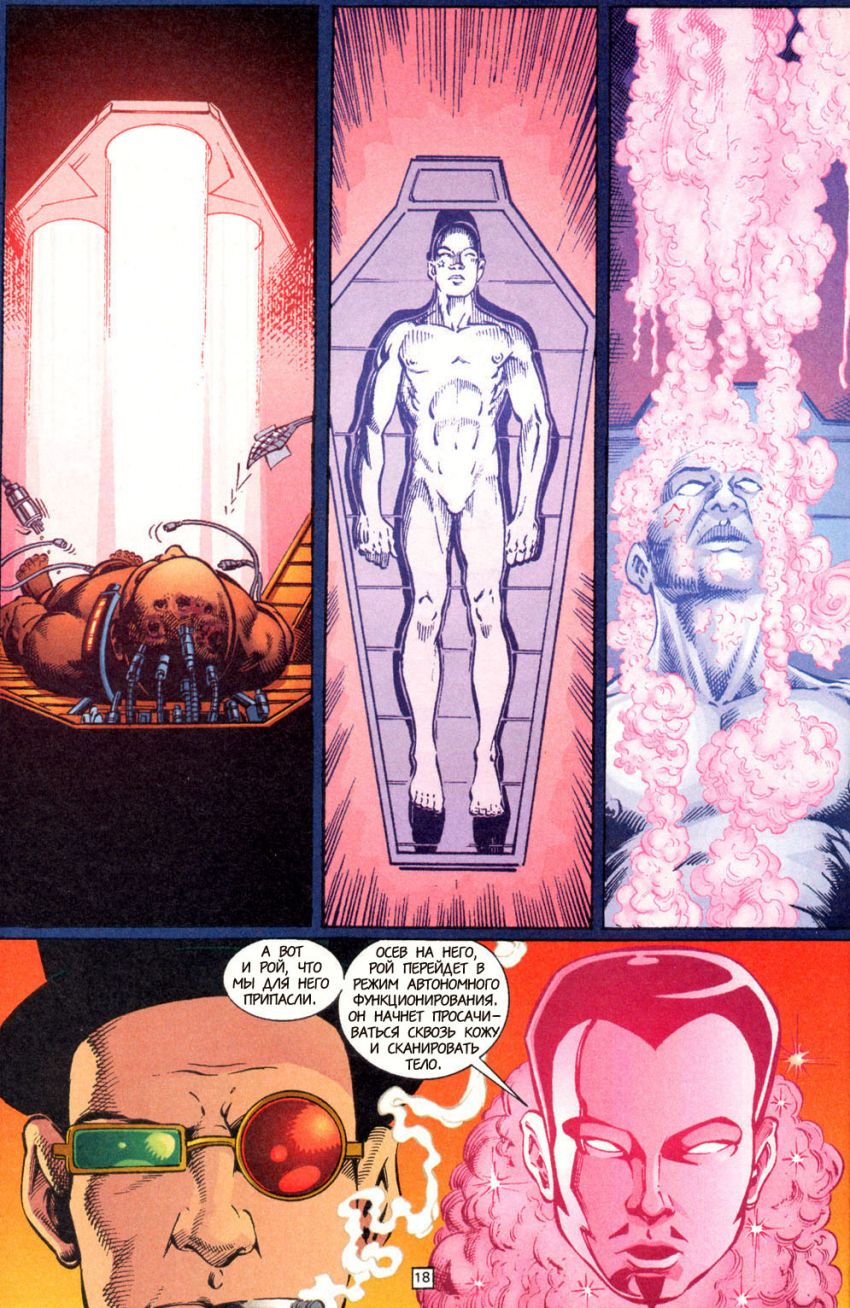 А ВОТ
И РОЙ, ЧТО
МЫ ДЛЯ НЕГО
ПРИПАСЛИ.
ОСЕВ НА НЕГО,
РОЙ ПЕРЕЙДЕТ В
РЕЖИМ АВТОНОМНОГО
ФУНКЦИОНИРОВАНИЯ.
ОН НАЧНЕТ ПРОСАЧИ-
ВАТЬСЯ СКВОЗЬ КОЖУ
И СКАНИРОВАТЬ
ТЕЛО.
18